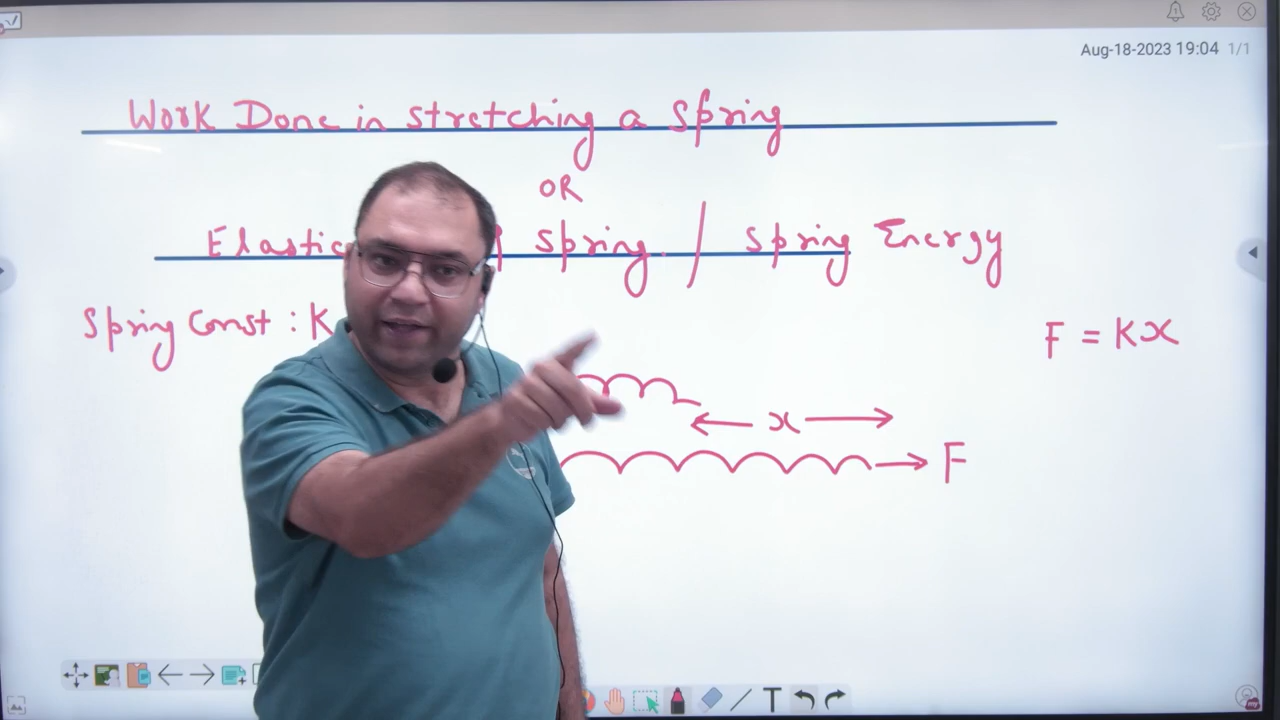 Aug-18-2023 19:04 1/1
Work Done in stretching a Spring
OR
Elastic Spring. / Spring Energy
Spring Const : K
F = Kx
x
F
T